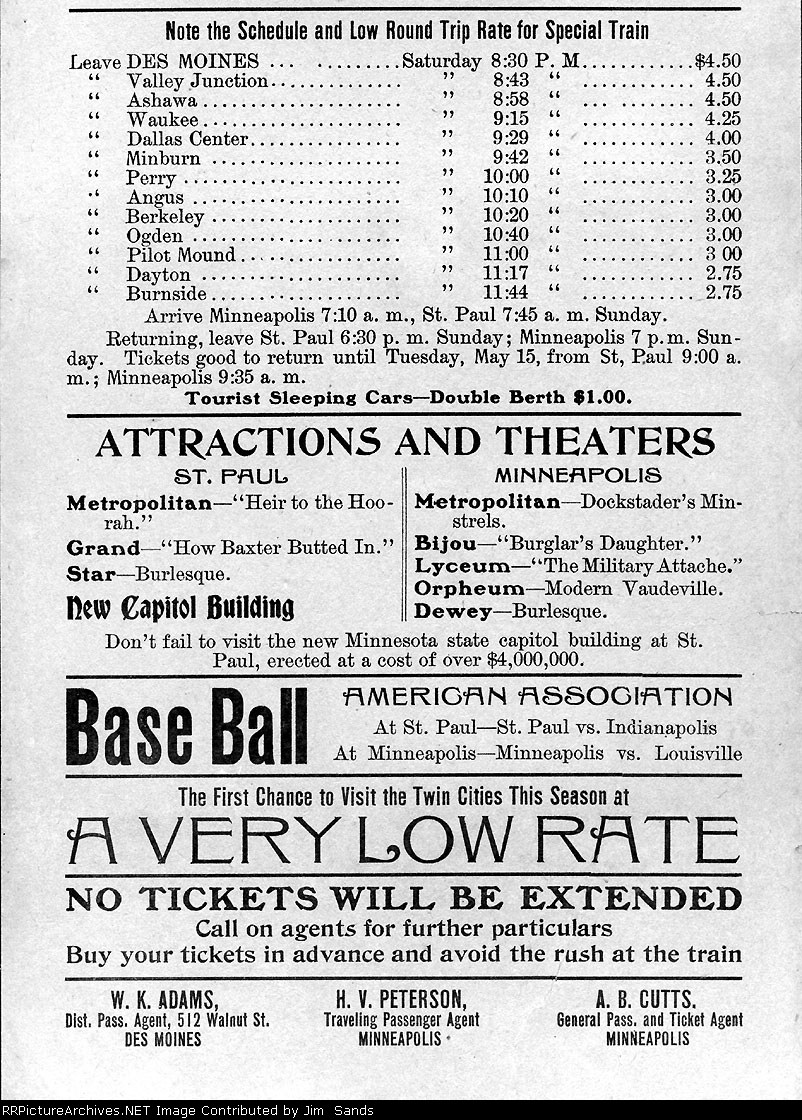 Note the Schedule and Low Round Trip Rate for Special Train
Leave DES MOINES ... ......... Saturday 8:30 P. M............ $4.50
“ Valley Junction............. ” 8:43 “ ............ 4.50
“ Ashawa.................... ” 8:58 “ ... ........ 4.50
“ Waukee.................... ” 9:15 “ ............ 4.25
“ Dallas Center............... ” 9:29 “ ............ 4.00
“ Minburn ................... ” 9:42 “ ............ 3.50
“ Perry ...................... ” 10:00 “ ............ 3.25
“ Angus ..................... ” 10:10 “ ............ 3.00
“ Berkeley ................... ” 10:20 “ ............ 3.00
“ Ogden ..................... ” 10:40 “ ............ 3.00
“ Pilot Mound................ ” 11:00 “ ............ 3 00
“ Dayton .................... ” 11:17 “ ............ 2.75
“ Burnside................... ” 11:44 “ ............ 2.75
Arrive Minneapolis 7:10 a. m., St. Paul 7:45 a. m. Sunday.
Returning, leave St. Paul 6:30 p. m. Sunday; Minneapolis 7 p. m. Sun-
day. Tickets good to return until Tuesday, May 15, from St, Paul 9:00 a.
m.; Minneapolis 9:35 a. m.
Tourist Sleeping Cars—Double Berth $1.00.
ATTRACTIONS AND THEATERS
ST. PAUL
Metropolitan—“Heir to the Hoo-
rah.”
Grand—“How Baxter Butted In.”
Star—Burlesque.
New Capitol Building
MINNEAPOLIS
Metropolitan—Dockstader’s Min-
strels.
Bijou—“Burglar’s Daughter.”
Lyceum—“The Military Attache.”
Orpheum—Modern Vaudeville.
Dewey—Burlesque.
Don’t fail to visit the new Minnesota state capitol building at St.
Paul, erected at a cost of over $4,000,000.
Base Ball
AMERICAN ASSOCIATION
At St. Paul—St. Paul vs. Indianapolis
At Minneapolis—Minneapolis vs. Louisville
The First Chance to Visit the Twin Cities This Season at
A VERY LOW RATE
NO TICKETS WILL BE EXTENDED
Call on agents for further particulars
Buy your tickets in advance and avoid the rush at the train
W. K. ADAMS,
Dist. Pass. Agent, 512 Walnut St.
DES MOINES
H. V. PETERSON,
Traveling Passenger Agent
MINNEAPOLIS
A. B. CUTTS.
General Pass. and Ticket Agent
MINNEAPOLIS
RRPictureArchives.NET Image Contributed by Jim Sands